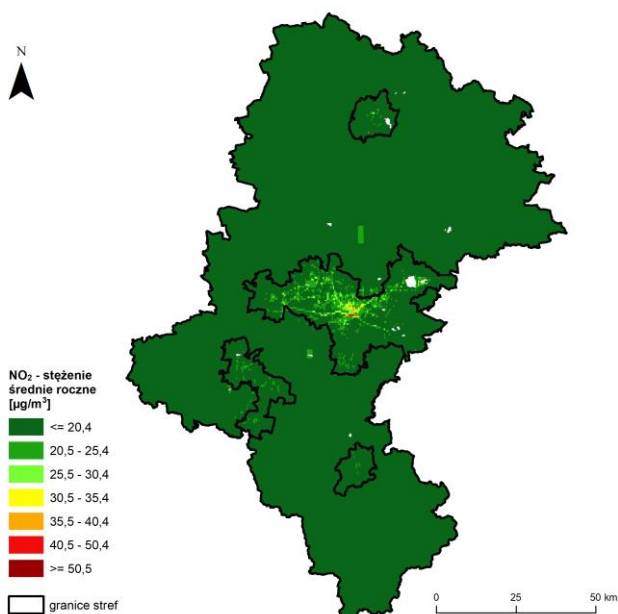 N
NO₂ - stężenie
średnie roczne
[µg/m³]
<= 20,4
20,5 - 25,4
25,5 - 30,4
30,5 - 35,4
35,5 - 40,4
40,5 - 50,4
>= 50,5
granice stref
0 25 50 km